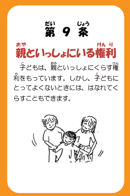 第9条
親といっしょにいる権利
子どもは、親といっしょにくらす権
利をもっています。しかし、子どもに
とってよくないときには、はなれてく
らすこともできます。